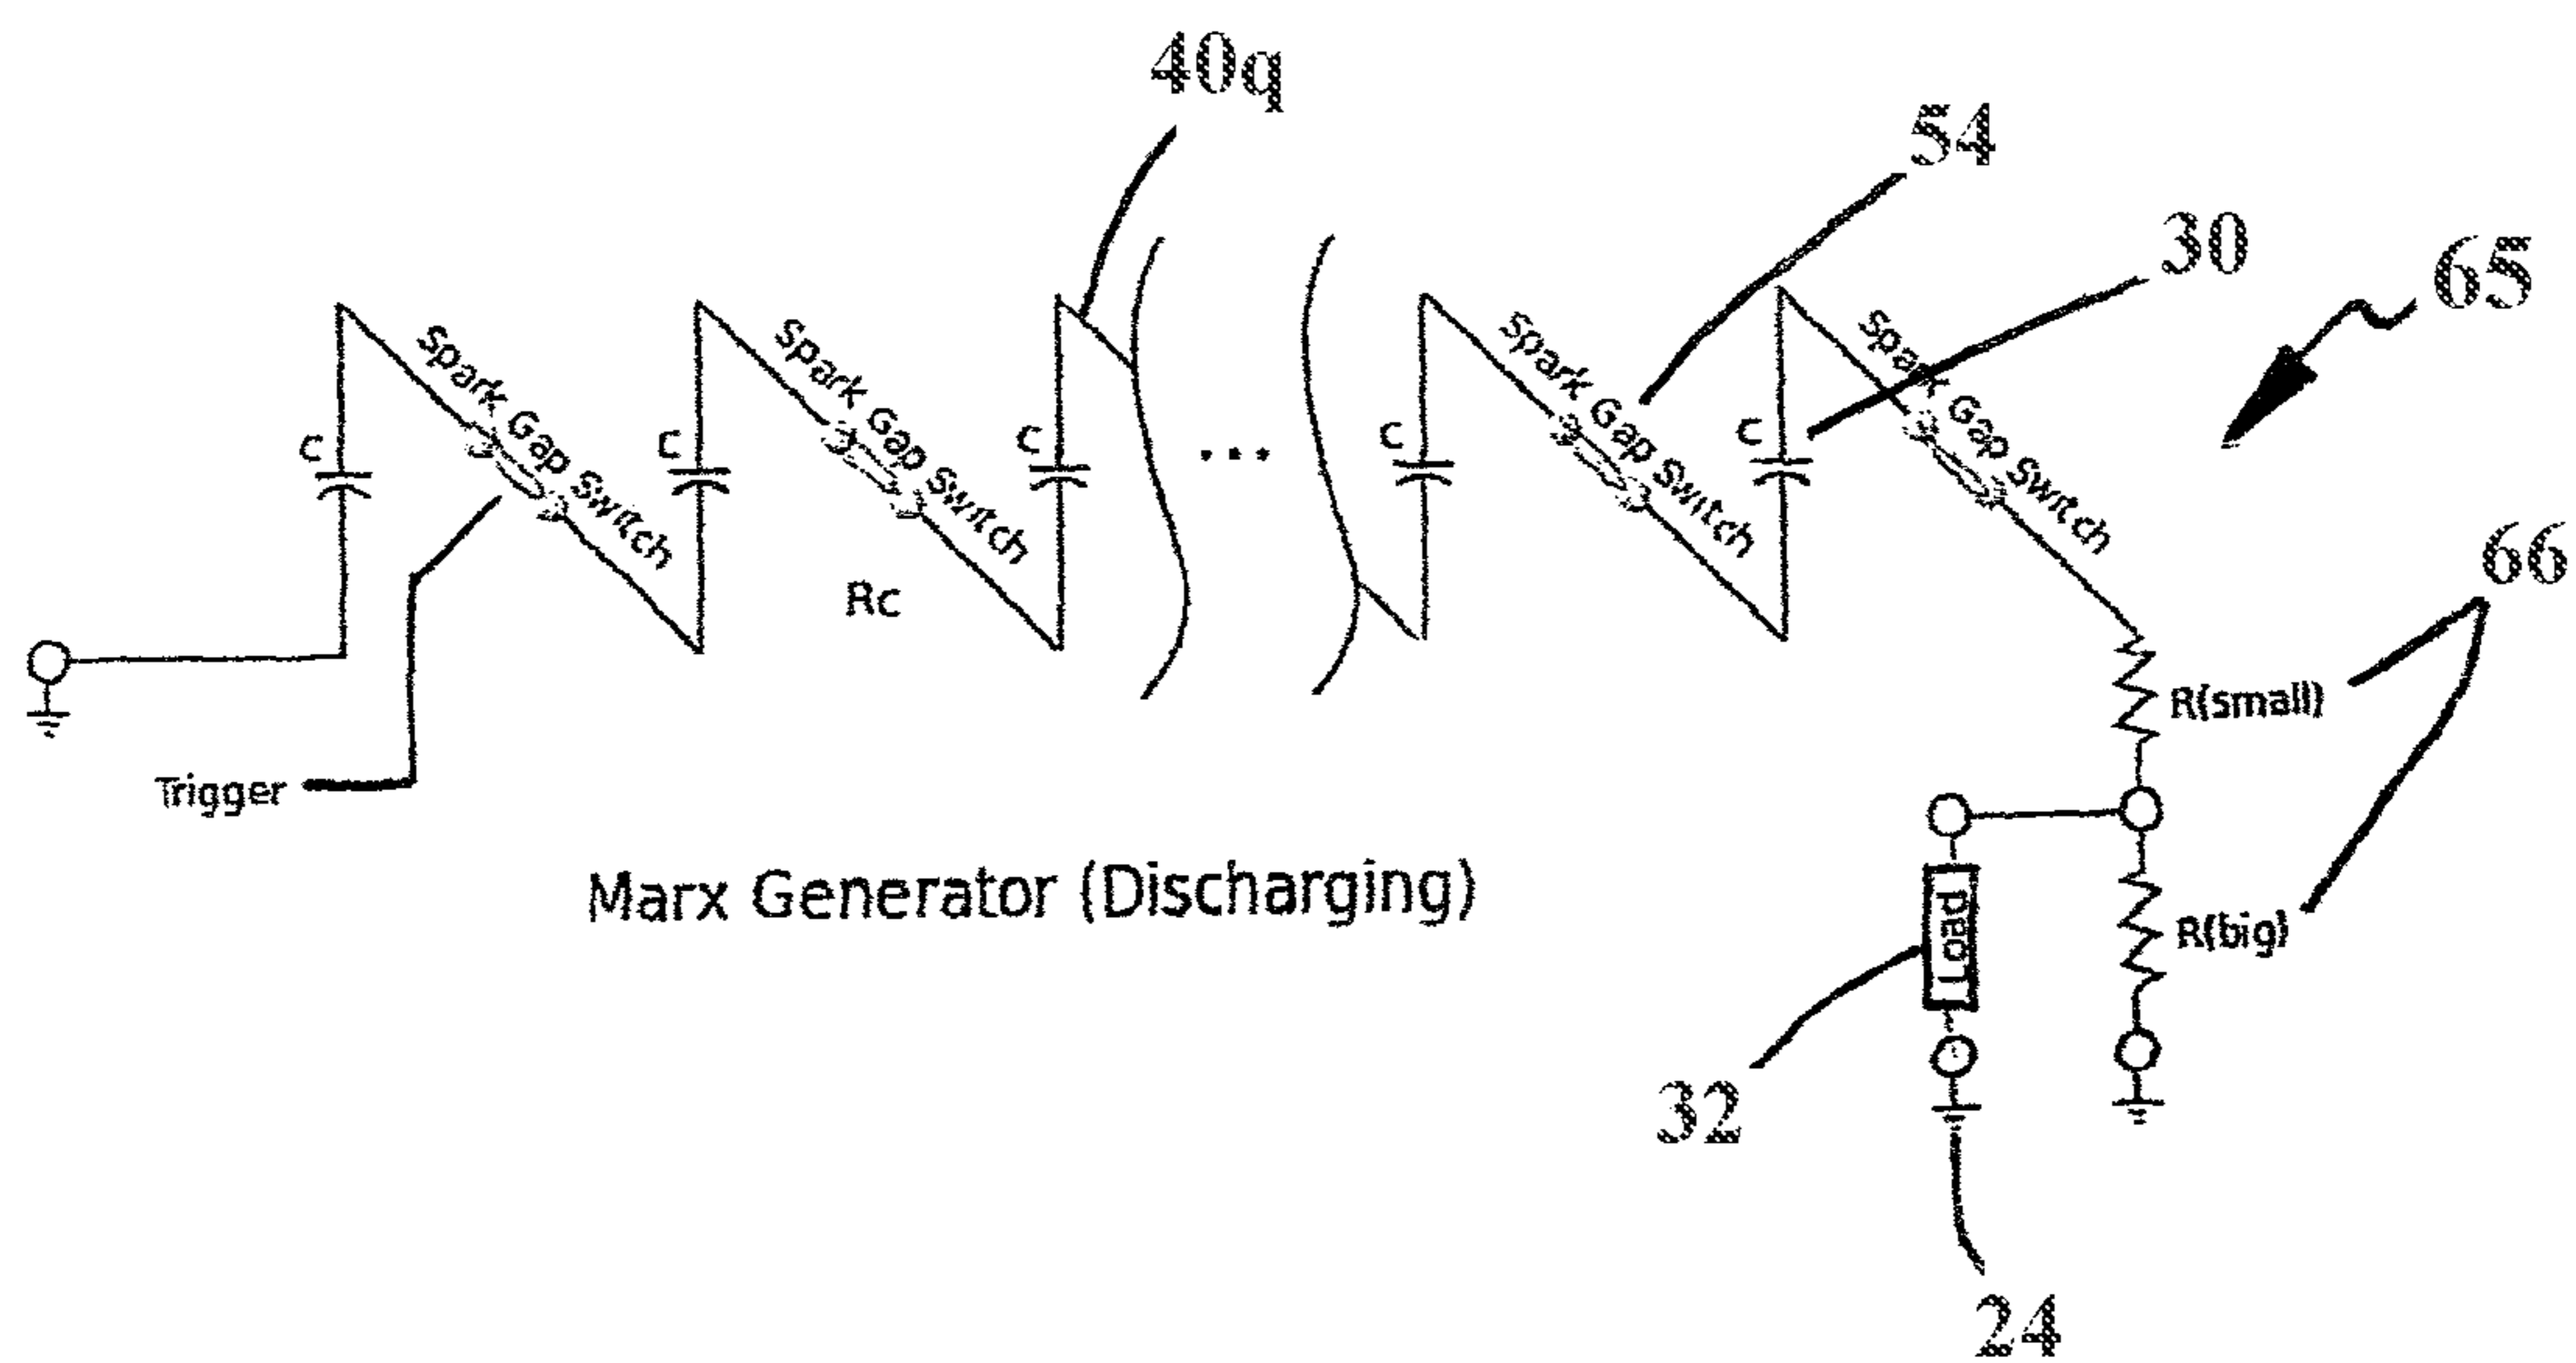 40q
54
30
65
Spark Gap Switch
Spark Gap Switch
Spark Gap Switch
Spark Gap Switch
C
C
C
...
C
C
66
Rc
R(small)
Trigger
Marx Generator (Discharging)
Load
R(big)
32
24